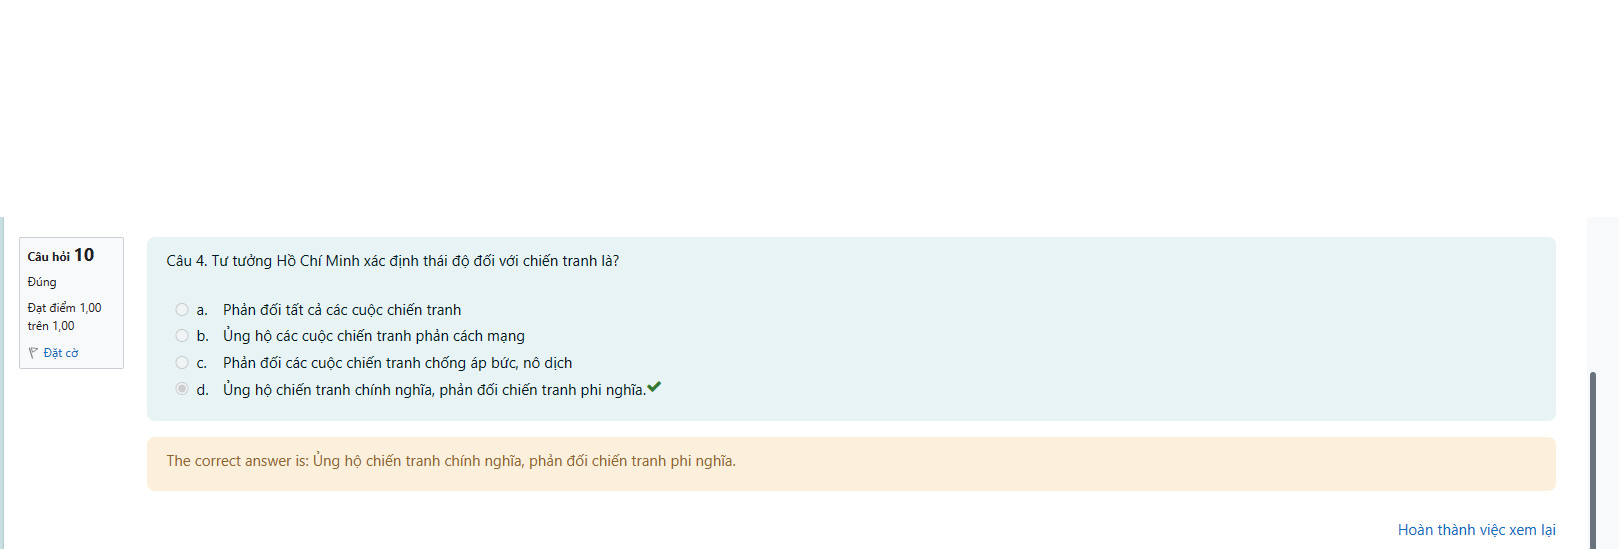 Câu hỏi 10
Đúng
Đạt điểm 1,00
trên 1,00
Đặt cờ
Câu 4. Tư tưởng Hồ Chí Minh xác định thái độ đối với chiến tranh là?
a. Phản đối tất cả các cuộc chiến tranh
b. Ủng hộ các cuộc chiến tranh phản cách mạng
c. Phản đối các cuộc chiến tranh chống áp bức, nô dịch
d. Ủng hộ chiến tranh chính nghĩa, phản đối chiến tranh phi nghĩa.
The correct answer is: Ủng hộ chiến tranh chính nghĩa, phản đối chiến tranh phi nghĩa.
Hoàn thành việc xem lại